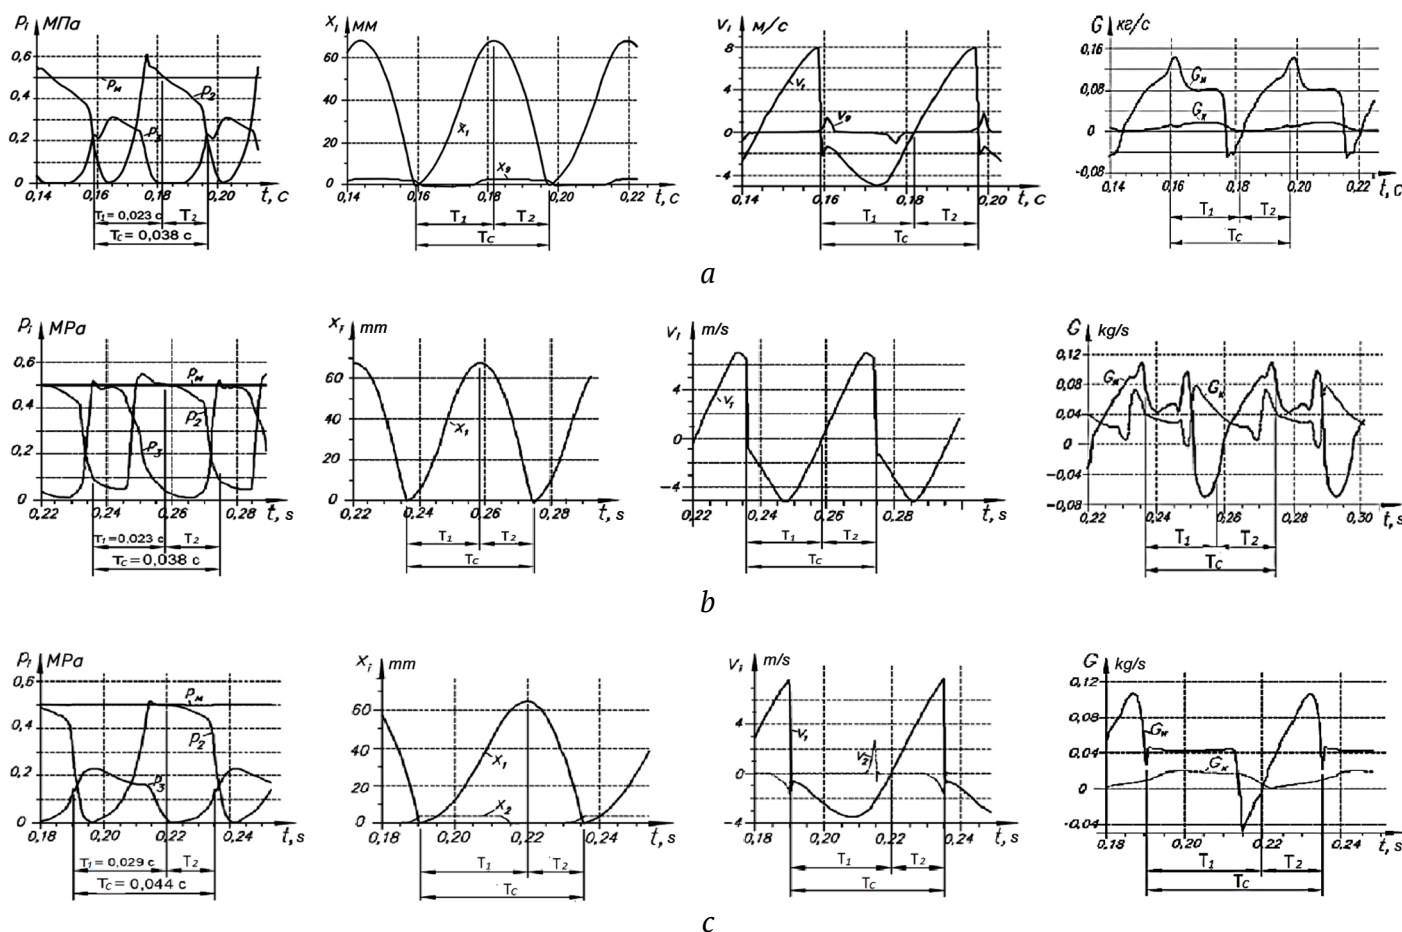 pᵢ МПа
0,6
0,4
0,2
0
pм
p₂
p₃
0,14 0,16 0,18 0,20 t, c
T₁= 0,023 c T₂
Tc= 0,038 c
xᵢ мм
60
40
20
0
x₁
x₉
0,14 0,16 0,18 0,20 0,22 t, c
T₁ T₂
Tc
vᵢ м/с
8
4
0
-4
v₁
v₉
0,16 0,18 0,20 t, c
T₁ T₂
Tc
G кг/с
0,16
0,08
0
-0,08
Gн
Gк
0,14 0,16 0,18 0,20 0,22 t, c
T₁ T₂
Tc
a
pᵢ MPa
0,6
0,4
0,2
0
pм
p₂
p₃
0,22 0,24 0,26 0,28 t, s
T₁=0,023 c T₂
Tc= 0,038 c
xᵢ mm
60
40
20
0
x₁
0,22 0,24 0,26 0,28 t, s
T₁ T₂
Tc
vᵢ m/s
4
0
-4
v₁
0,22 0,24 0,26 0,28 t, s
T₁ T₂
Tc
G kg/s
0,12
0,08
0,04
0
-0,04
-0,08
Gн
Gк
0,22 0,24 0,26 0,28 0,30 t, s
T₁ T₂
Tc
b
pᵢ MPa
0,6
0,4
0,2
0
pм
p₂
p₃
0,18 0,20 0,22 0,24 t, s
T₁= 0,029 c T₂
Tc = 0,044 c
xᵢ mm
60
40
20
0
x₁
x₂
0,18 0,20 0,22 0,24 t, s
T₁ T₂
Tc
vᵢ m/s
4
0
-4
v₁
v₂
0,18 0,20 0,22 0,24 t, s
T₁ T₂
Tc
G kg/s
0,12
0,08
0,04
0
-0,04
Gн
Gк
0,18 0,20 0,22 0,24 t, s
T₁ T₂
Tc
c